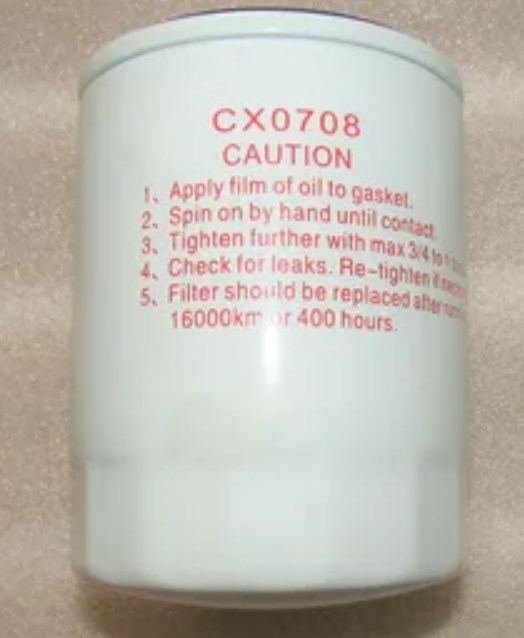 CX0708
CAUTION
1、Apply film of oil to gasket.
2、Spin on by hand until contact.
3、Tighten further with max 3/4 to 1
4、Check for leaks. Re-tighten if
5、Filter should be replaced after
16000km or 400 hours.